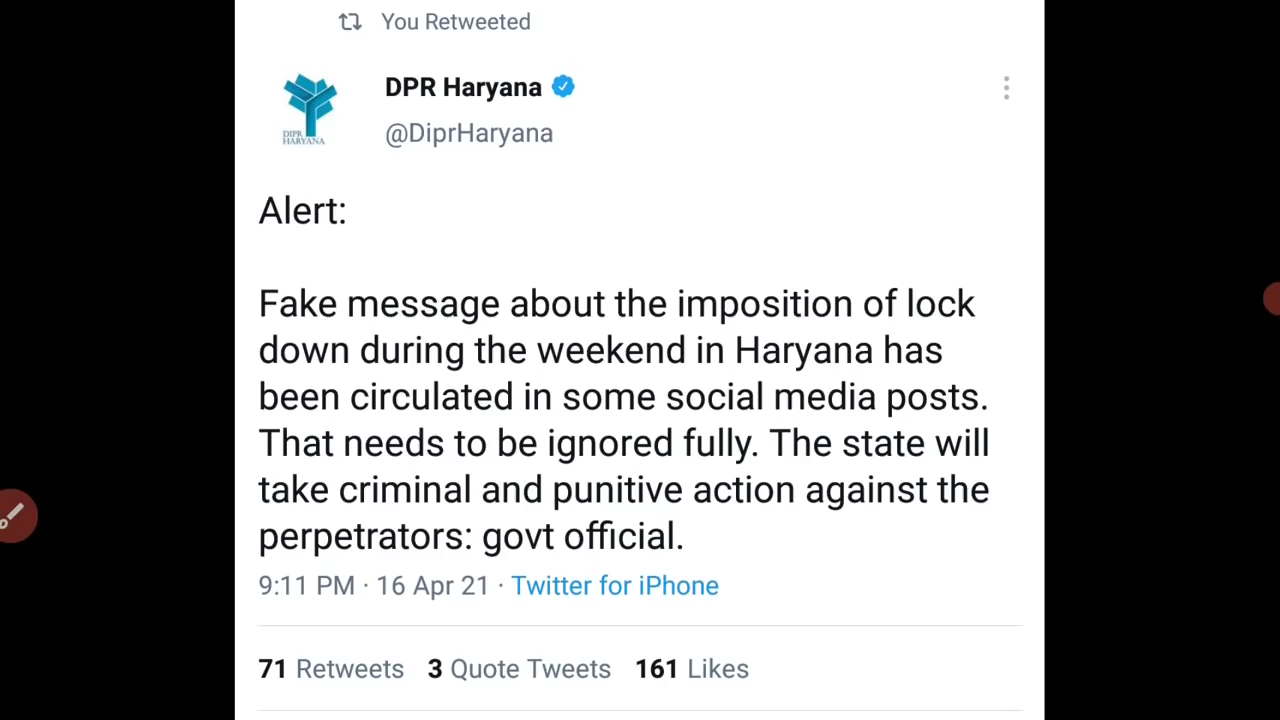 You Retweeted
DPR Haryana
@DiprHaryana
DIPR
HARYANA
Alert:
Fake message about the imposition of lock
down during the weekend in Haryana has
been circulated in some social media posts.
That needs to be ignored fully. The state will
take criminal and punitive action against the
perpetrators: govt official.
9:11 PM · 16 Apr 21 · Twitter for iPhone
71 Retweets 3 Quote Tweets 161 Likes